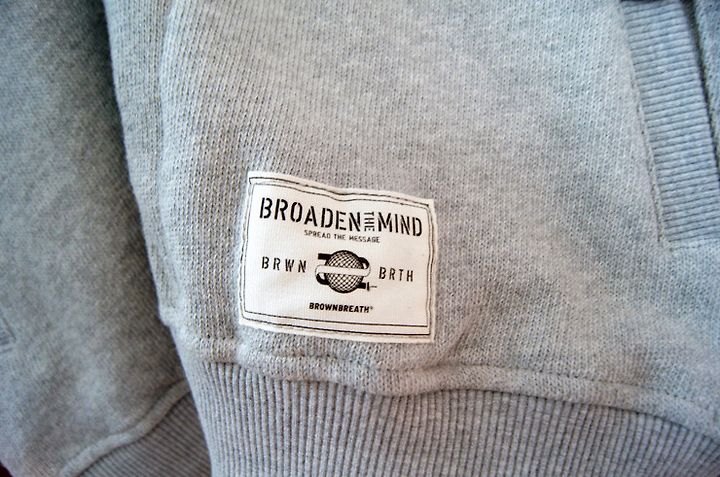 BROADEN THE MIND
SPREAD THE MESSAGE
BRWN BRTH
BROWNBREATH®